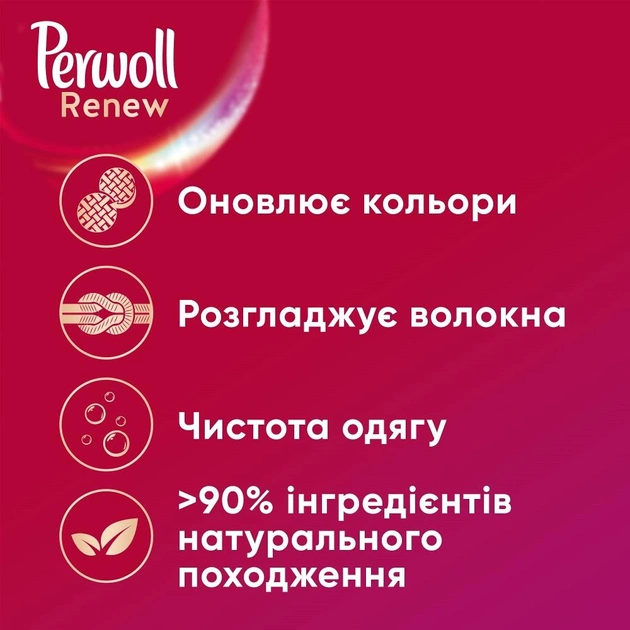 Perwoll
Renew
Оновлює кольори
Розгладжує волокна
Чистота одягу
>90% інгредієнтів
натурального
походження